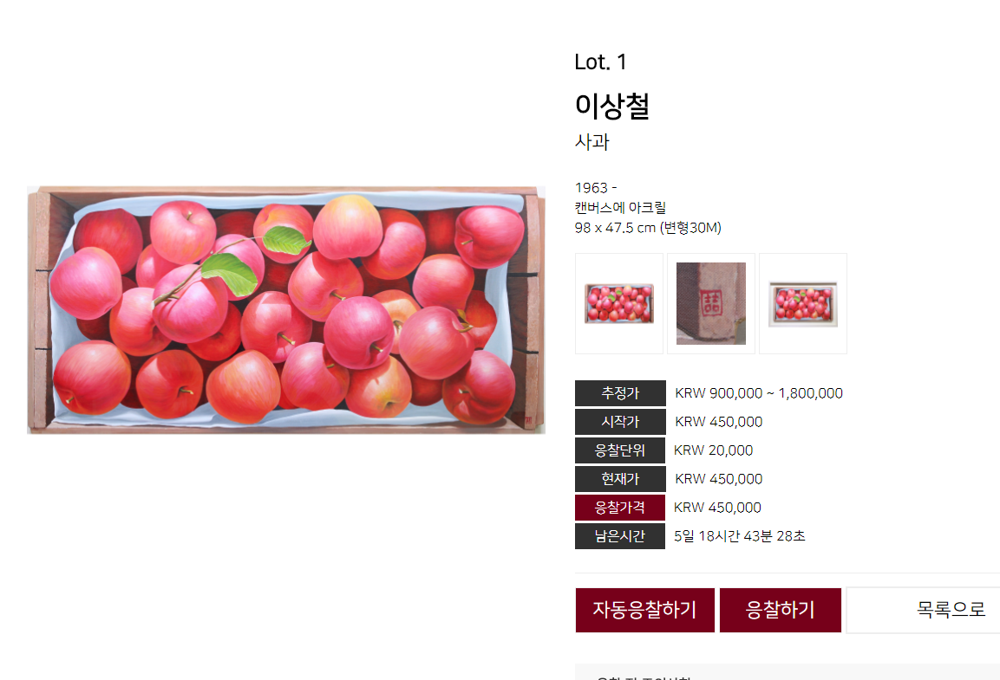 Lot. 1
이상철
사과
1963 -
캔버스에 아크릴
98 x 47.5 cm (변형30M)
추정가 KRW 900,000 ~ 1,800,000
시작가 KRW 450,000
응찰단위 KRW 20,000
현재가 KRW 450,000
응찰가격 KRW 450,000
남은시간 5일 18시간 43분 28초
자동응찰하기 응찰하기 목록으로